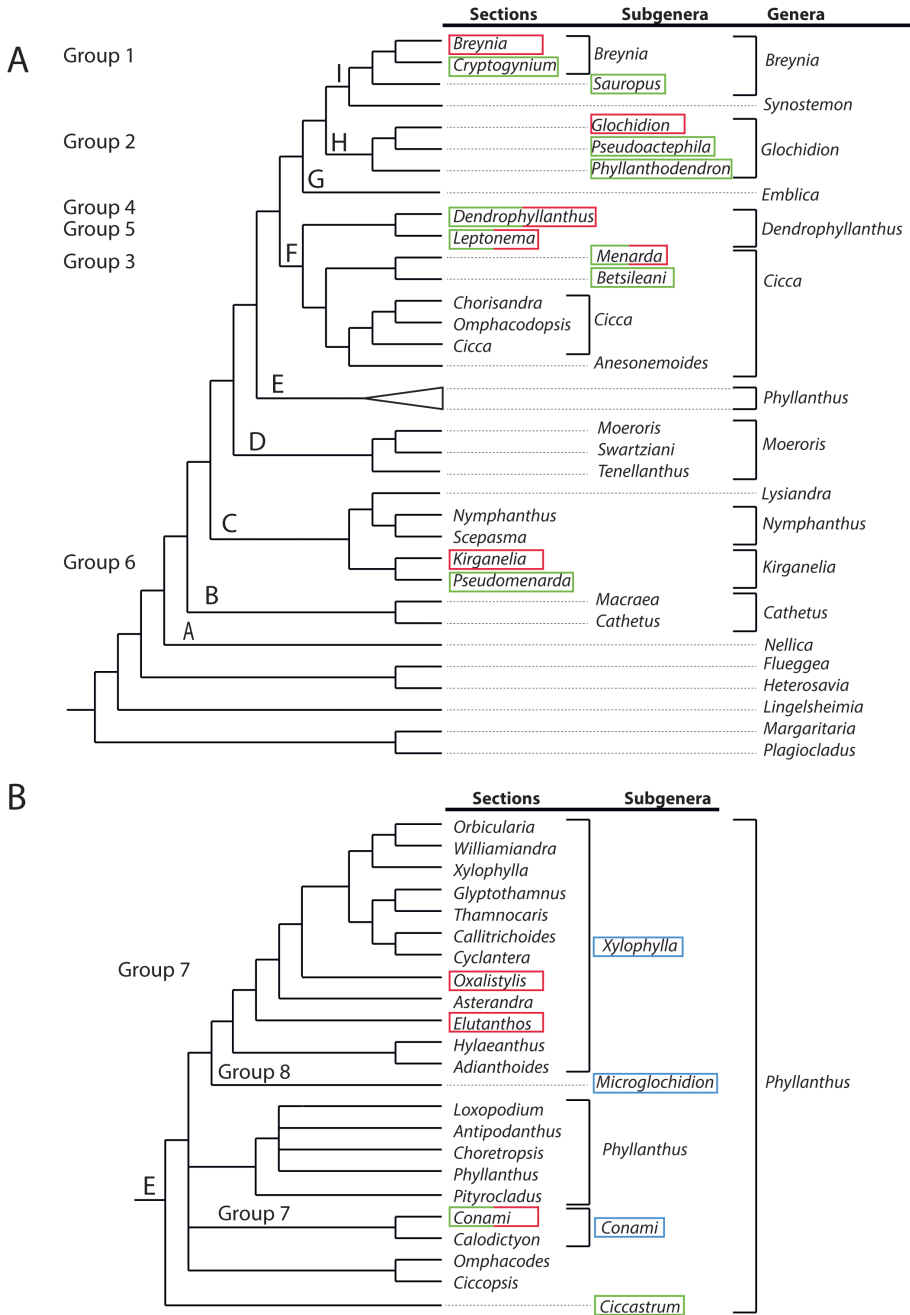 Sections Subgenera Genera
A
Group 1
Breynia
Cryptogynium
Breynia
Breynia
I
Sauropus
Synostemon
Group 2
H
Glochidion
Pseudoactephila
Phyllanthodendron
Glochidion
G
Emblica
Group 4
Group 5
Group 3
F
Dendrophyllanthus
Leptonema
Dendrophyllanthus
Menarda
Betsileani
Cicca
Chorisandra
Omphacodopsis
Cicca
Cicca
Anesonemoides
E
Phyllanthus
D
Moeroris
Swartziani
Tenellanthus
Moeroris
Lysiandra
C
Nymphanthus
Scepasma
Nymphanthus
Group 6
Kirganelia
Pseudomenarda
Kirganelia
B
Macraea
Cathetus
Cathetus
A
Nellica
Flueggea
Heterosavia
Lingelsheimia
Margaritaria
Plagiocladus
B
Sections Subgenera
Orbicularia
Williamiandra
Xylophylla
Glyptothamnus
Thamnocaris
Callitrichoides
Cyclantera
Xylophylla
Group 7
Oxalistylis
Asterandra
Elutanthos
Hylaeanthus
Adianthoides
Group 8
Microglochidion
Phyllanthus
Loxopodium
Antipodanthus
Choretropsis
Phyllanthus
Pityrocladus
Phyllanthus
E
Group 7
Conami
Calodictyon
Conami
Omphacodes
Ciccopsis
Ciccastrum